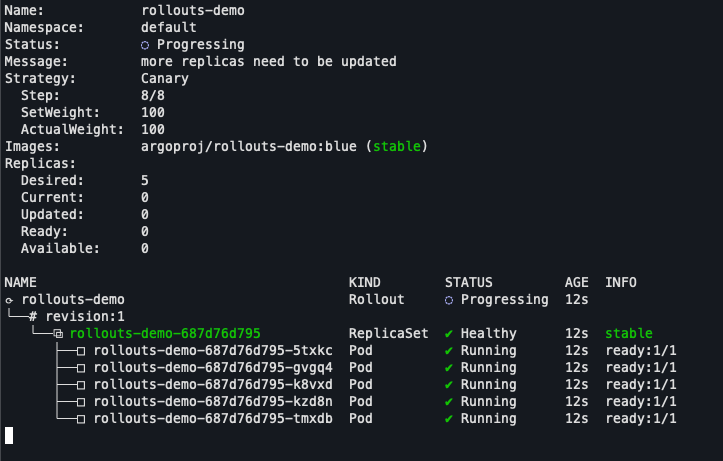 Name:            rollouts-demo
Namespace:       default
Status:          ◌ Progressing
Message:         more replicas need to be updated
Strategy:        Canary
  Step:          8/8
  SetWeight:     100
  ActualWeight:  100
Images:          argoproj/rollouts-demo:blue (stable)
Replicas:
  Desired:       5
  Current:       0
  Updated:       0
  Ready:         0
  Available:     0
NAME                                       KIND        STATUS         AGE  INFO
⟳ rollouts-demo                            Rollout     ◌ Progressing  12s
└──# revision:1
   └──⧉ rollouts-demo-687d76d795           ReplicaSet  ✔ Healthy      12s  stable
      ├──□ rollouts-demo-687d76d795-5txkc  Pod         ✔ Running      12s  ready:1/1
      ├──□ rollouts-demo-687d76d795-gvgq4  Pod         ✔ Running      12s  ready:1/1
      ├──□ rollouts-demo-687d76d795-k8vxd  Pod         ✔ Running      12s  ready:1/1
      ├──□ rollouts-demo-687d76d795-kzd8n  Pod         ✔ Running      12s  ready:1/1
      └──□ rollouts-demo-687d76d795-tmxdb  Pod         ✔ Running      12s  ready:1/1